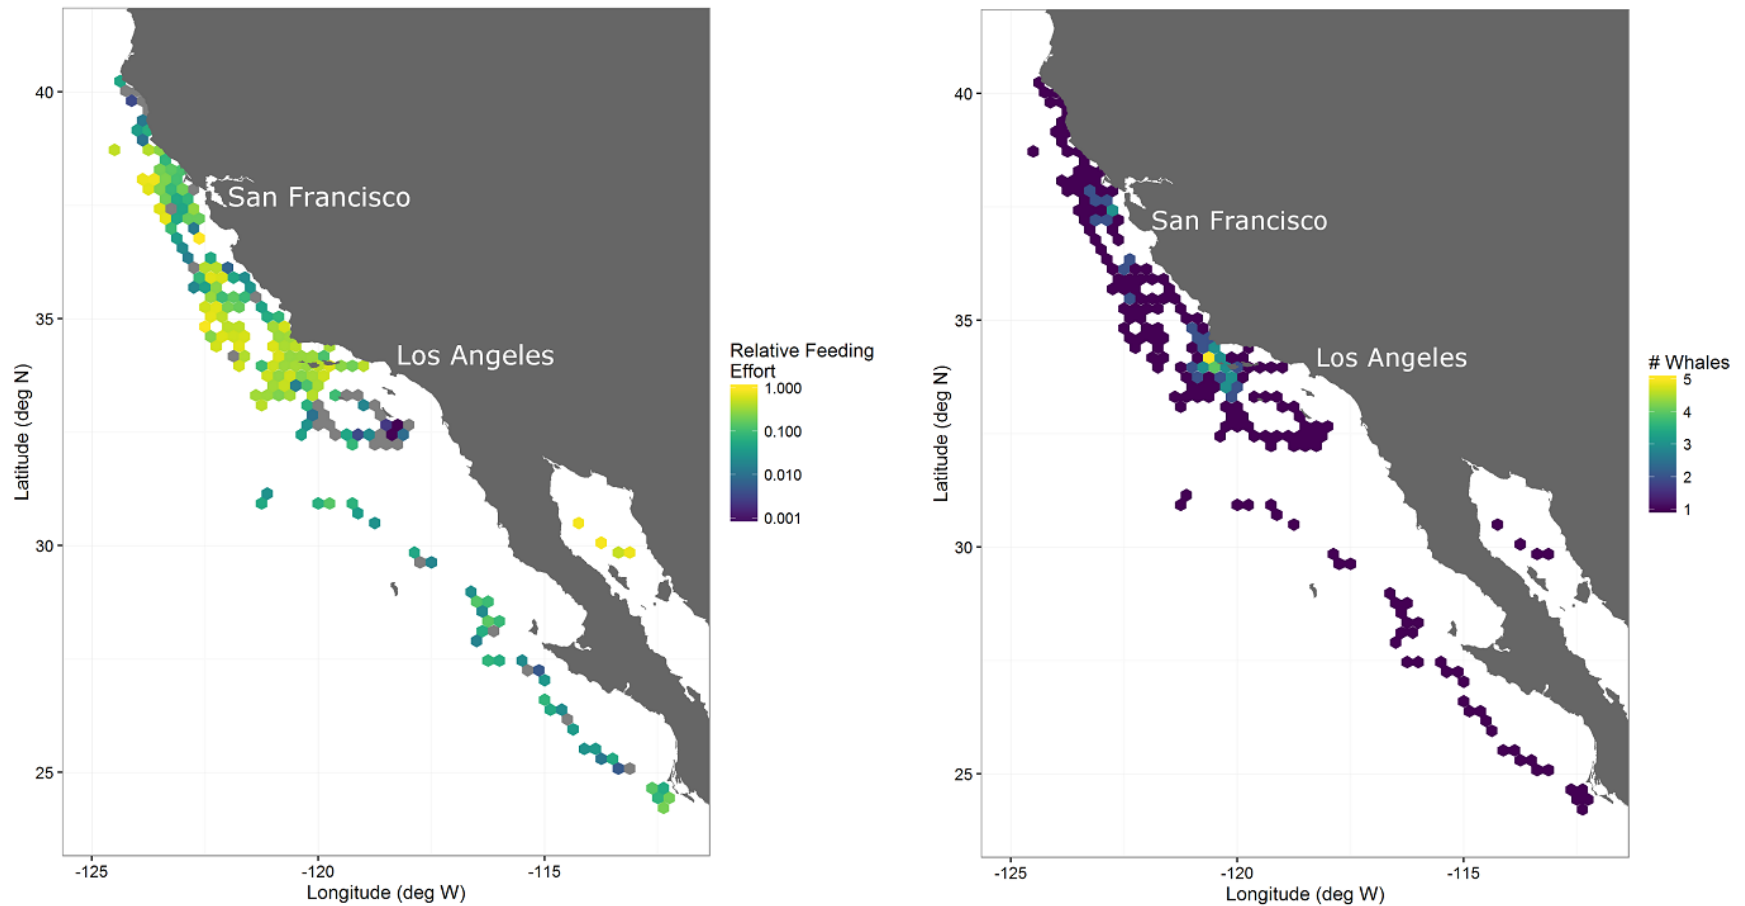 40
35
30
25
Latitude (deg N)
-125
-120
-115
Longitude (deg W)
San Francisco
Los Angeles
Relative Feeding
Effort
1.000
0.100
0.010
0.001
40
35
30
25
Latitude (deg N)
-125
-120
-115
Longitude (deg W)
San Francisco
Los Angeles
# Whales
5
4
3
2
1